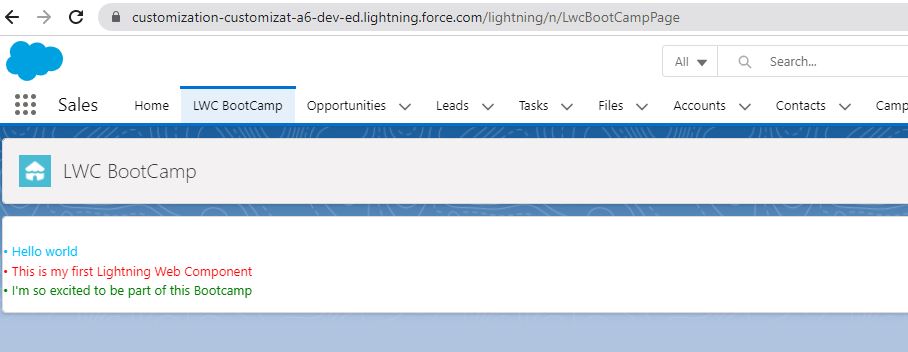 customization-customizat-a6-dev-ed.lightning.force.com/lightning/n/LwcBootCampPage
All Search...
Sales Home LWC BootCamp Opportunities Leads Tasks Files Accounts Contacts Camp
LWC BootCamp
• Hello world
• This is my first Lightning Web Component
• I'm so excited to be part of this Bootcamp